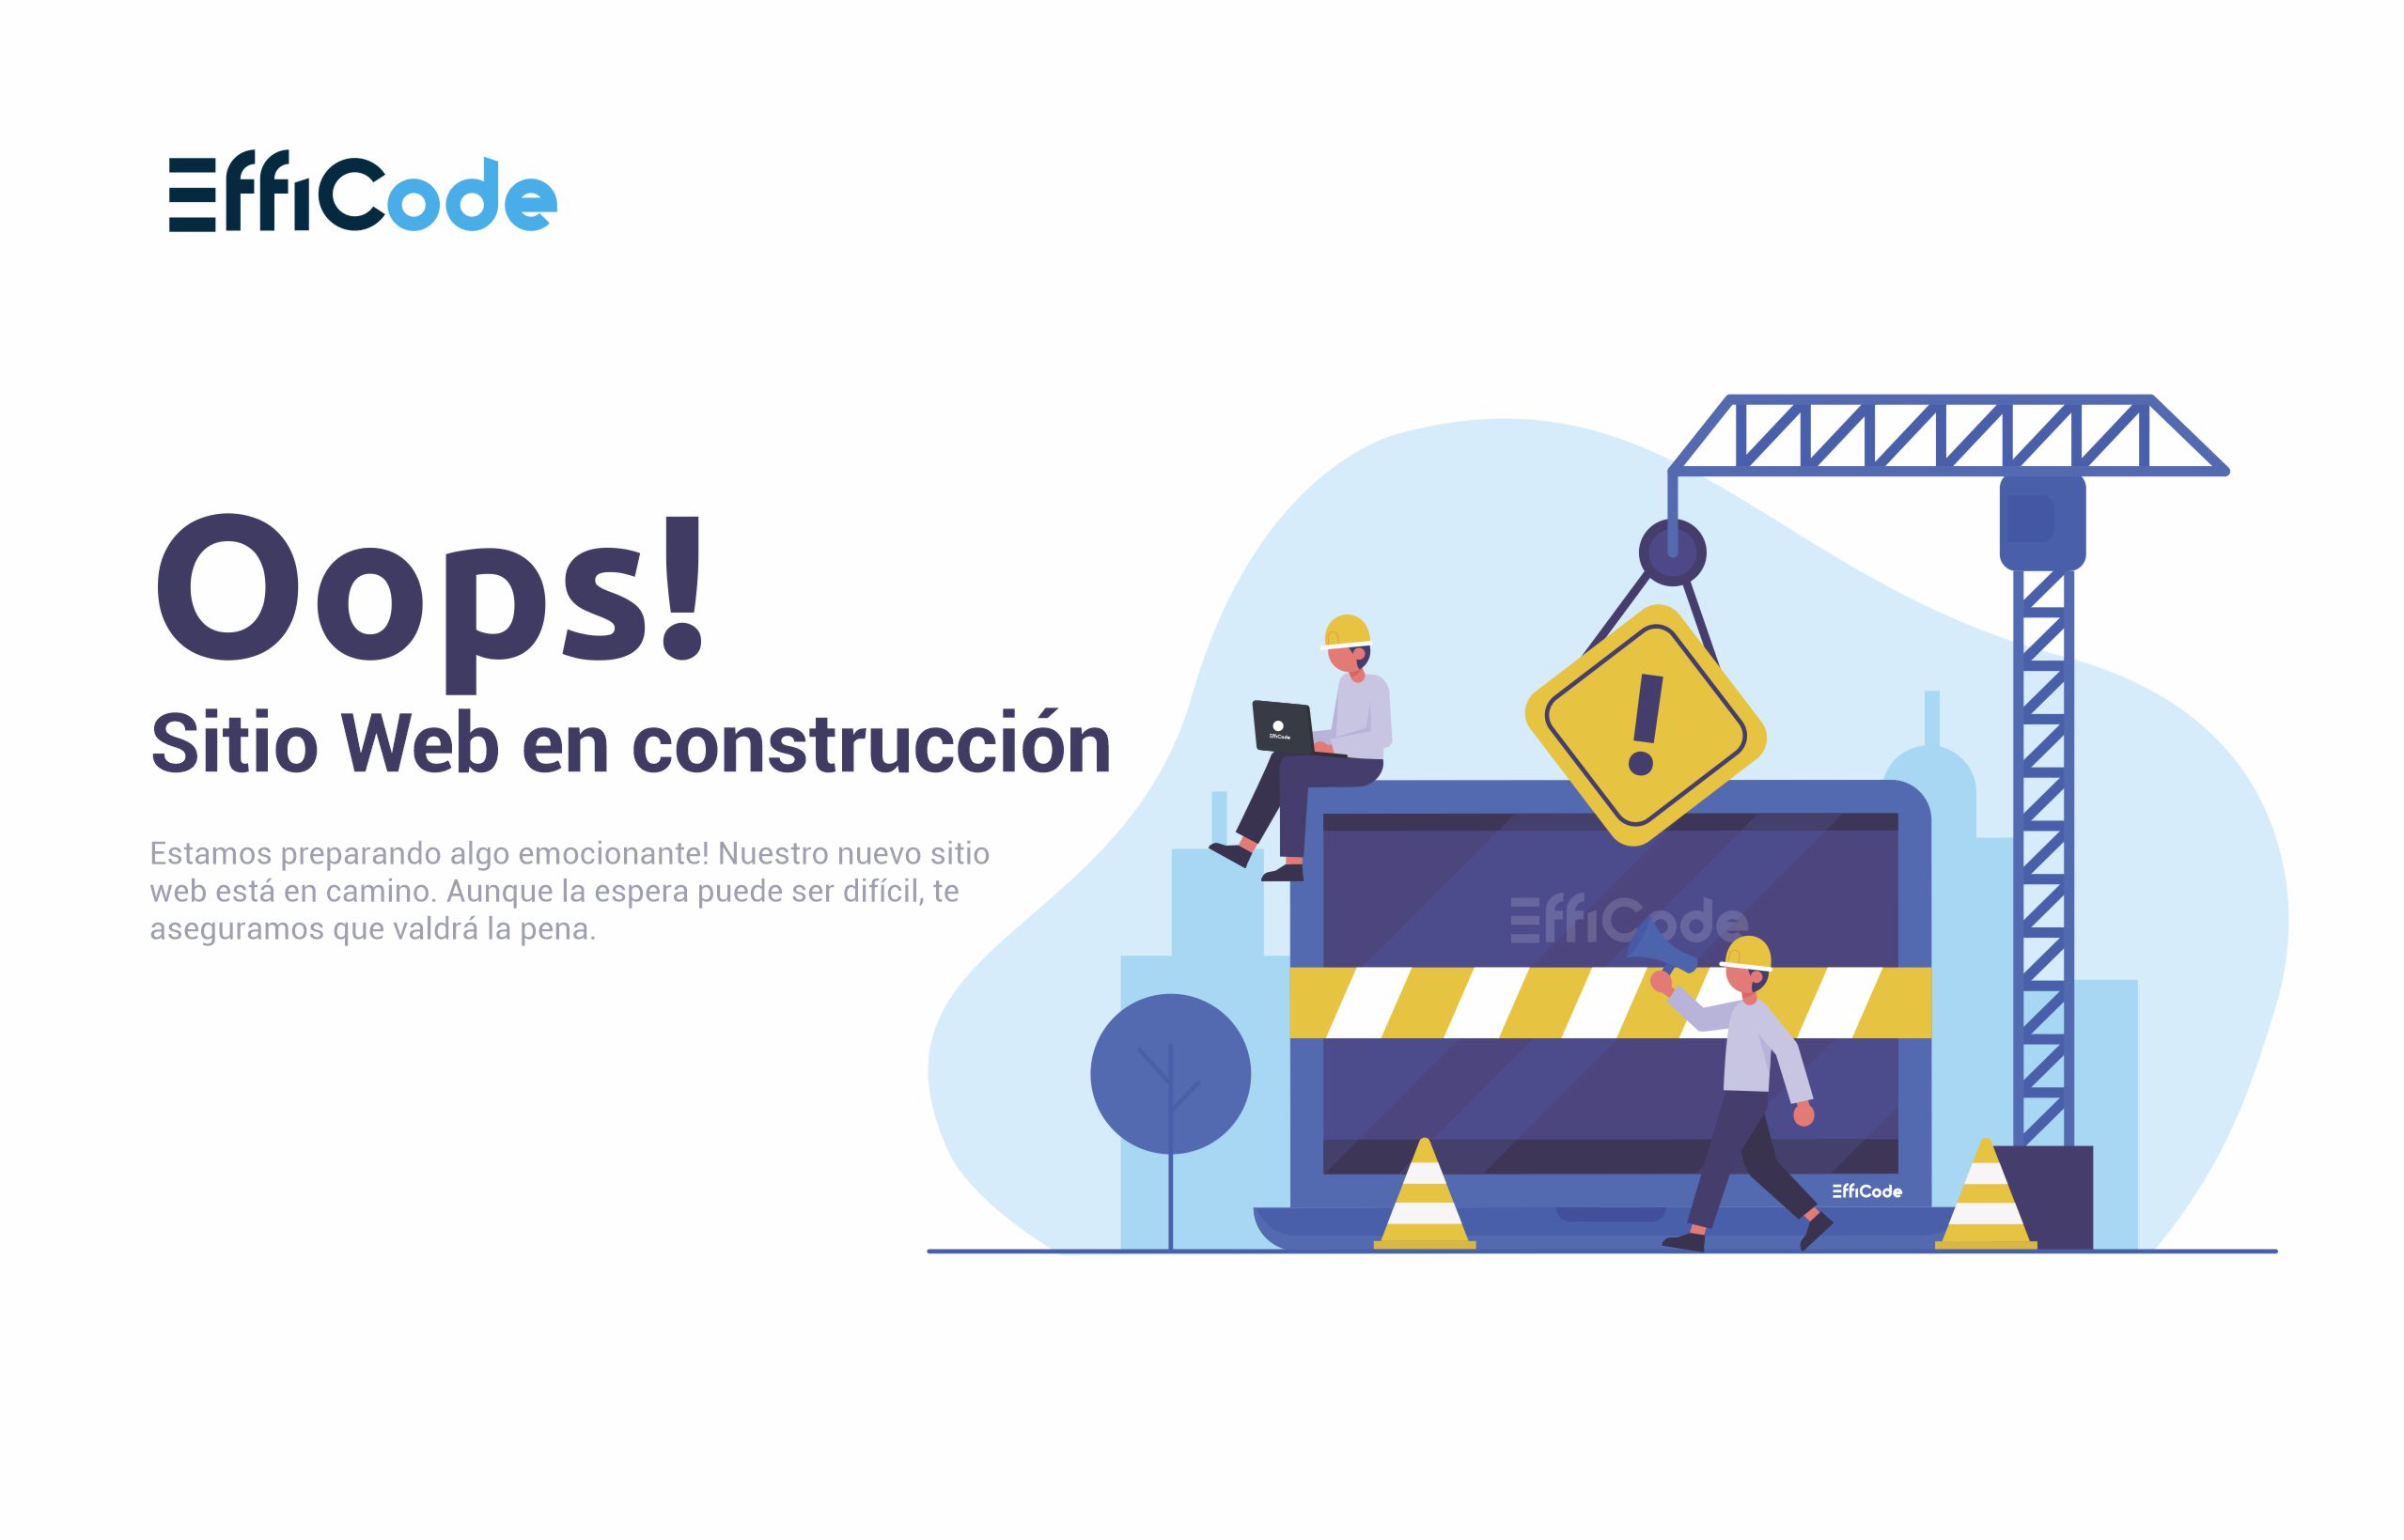 EffiCode
Oops!
Sitio Web en construcción
Estamos preparando algo emocionante! Nuestro nuevo sitio
web está en camino. Aunque la espera puede ser difícil, te
aseguramos que valdrá la pena.
EffiCode
!
EffiCode
EffiCode